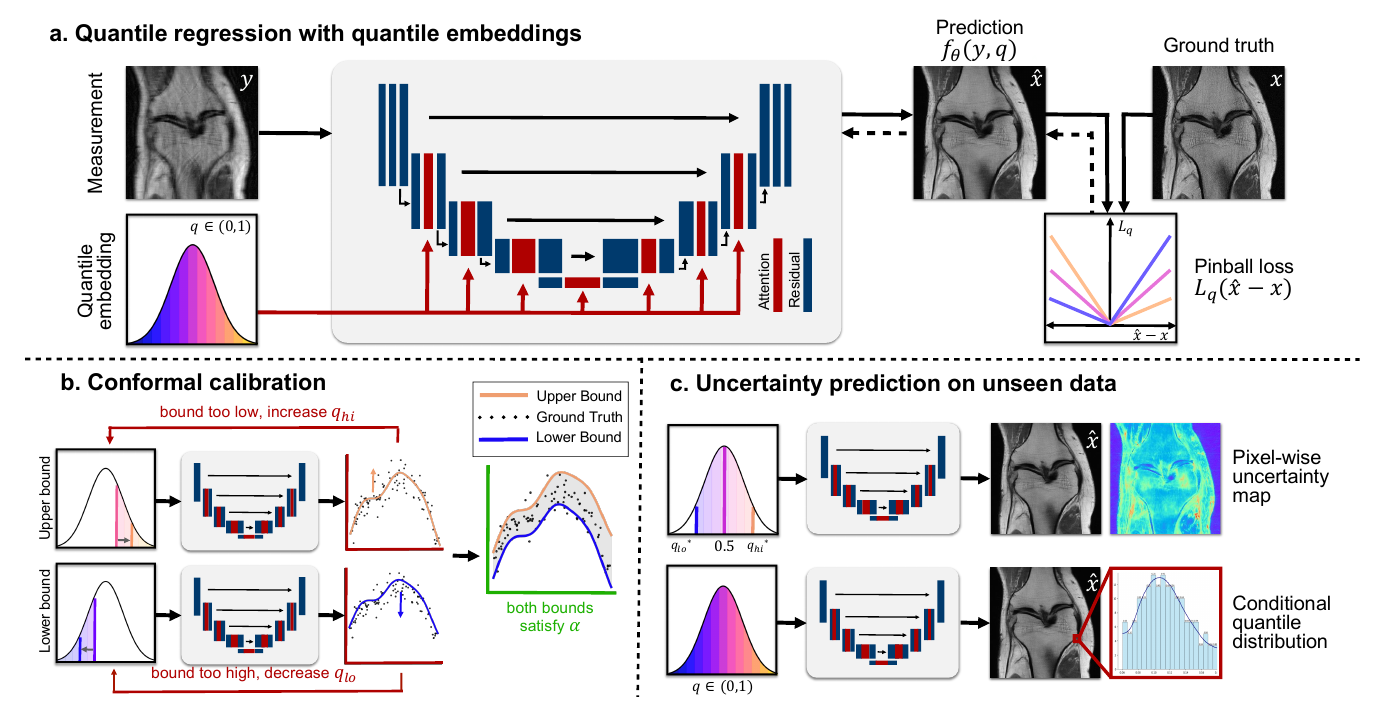 a. Quantile regression with quantile embeddings
Measurement
y
Quantile
embedding
q ∈ (0,1)
Attention
Residual
Prediction
f_θ(y, q)
x̂
Ground truth
x
L_q
x̂ − x
Pinball loss
L_q(x̂ − x)
b. Conformal calibration
bound too low, increase q_hi
Upper bound
Lower bound
bound too high, decrease q_lo
Upper Bound
Ground Truth
Lower Bound
both bounds
satisfy α
c. Uncertainty prediction on unseen data
q_lo* 0.5 q_hi*
x̂
Pixel-wise
uncertainty
map
q ∈ (0,1)
x̂
Conditional
quantile
distribution